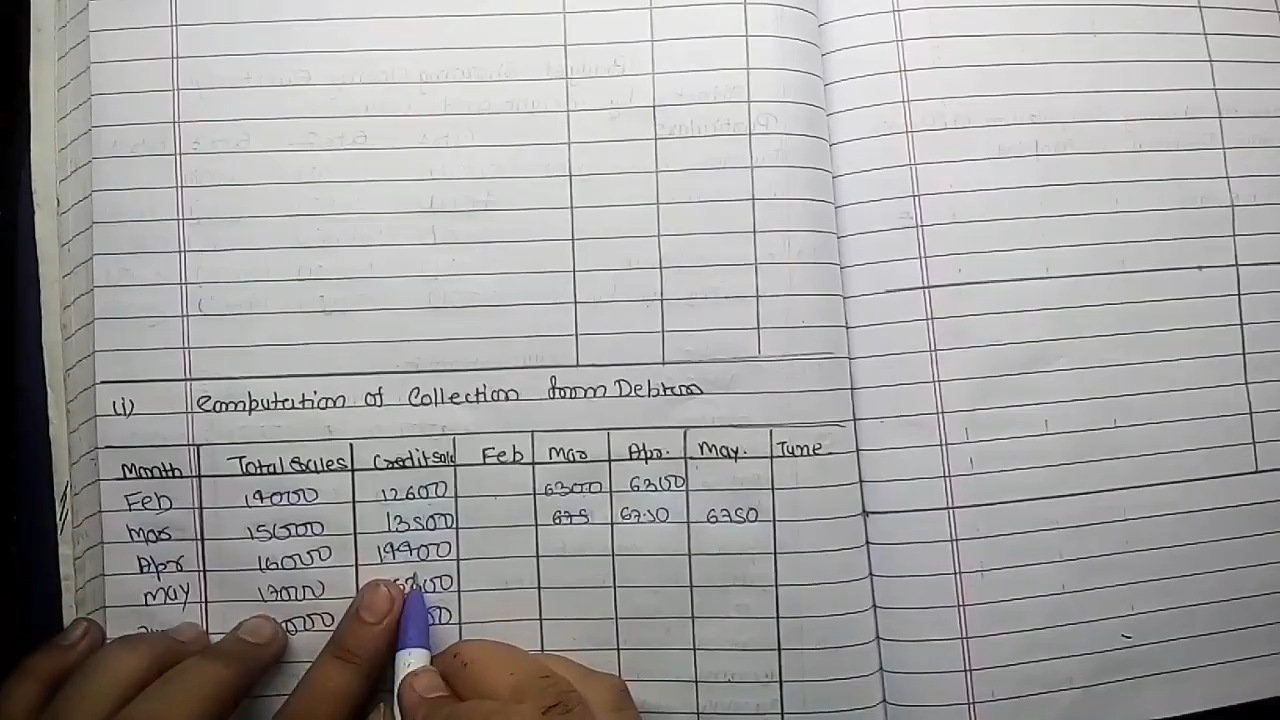 (i) Computation of Collection from Debtors
Month Total Sales Credit Sale Feb Mar Apr. May. June
Feb 14000 12600 6300 6300
Mar 15000 13500 675 6750 6750
Apr 16000 14400
May 17000